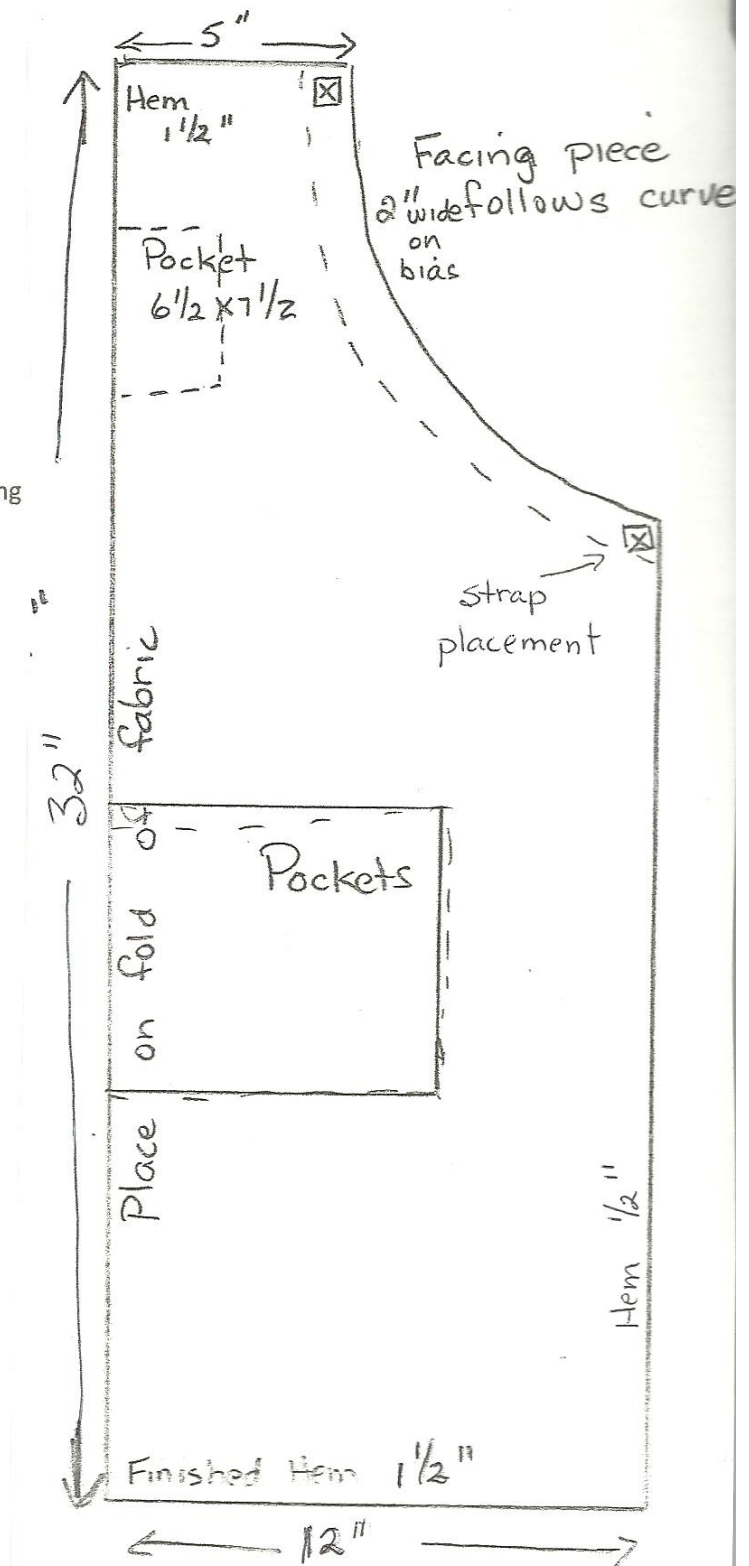 5"
Hem
1 1/2"
Facing piece
2" wide follows curve
on
bias
Pocket
6 1/2 x 7 1/2
ng
"
strap
placement
32"
Place on fold of fabric
Pockets
Hem 1/2"
Finished Hem 1 1/2"
12"